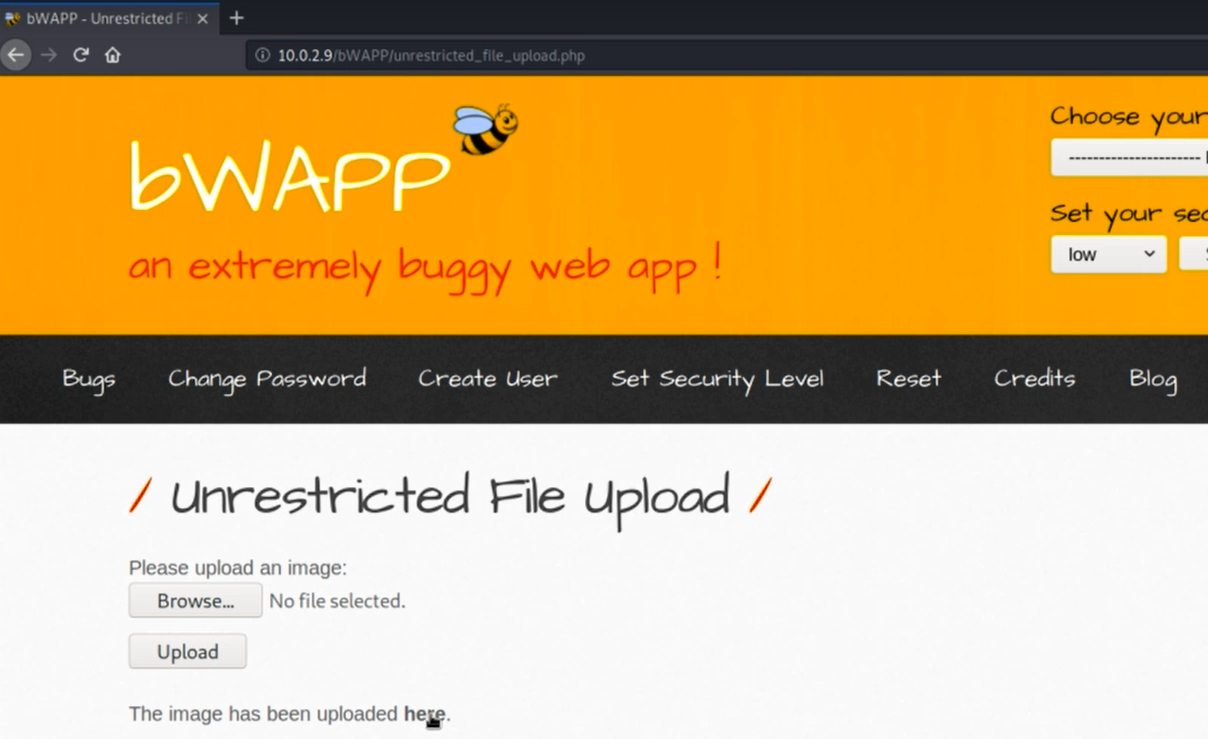 bWAPP - Unrestricted Fi
10.0.2.9/bWAPP/unrestricted_file_upload.php
bWAPP
an extremely buggy web app !
Choose your
----------------------
Set your sec
low
Bugs Change Password Create User Set Security Level Reset Credits Blog
/ Unrestricted File Upload /
Please upload an image:
Browse... No file selected.
Upload
The image has been uploaded here.